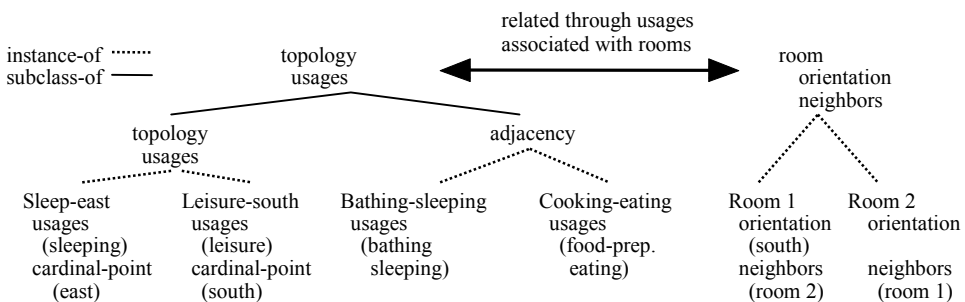 related through usages
associated with rooms
instance-of
subclass-of
topology
usages
room
orientation
neighbors
topology
usages
adjacency
Sleep-east
usages
(sleeping)
cardinal-point
(east)
Leisure-south
usages
(leisure)
cardinal-point
(south)
Bathing-sleeping
usages
(bathing
sleeping)
Cooking-eating
usages
(food-prep.
eating)
Room 1
orientation
(south)
neighbors
(room 2)
Room 2
orientation
neighbors
(room 1)